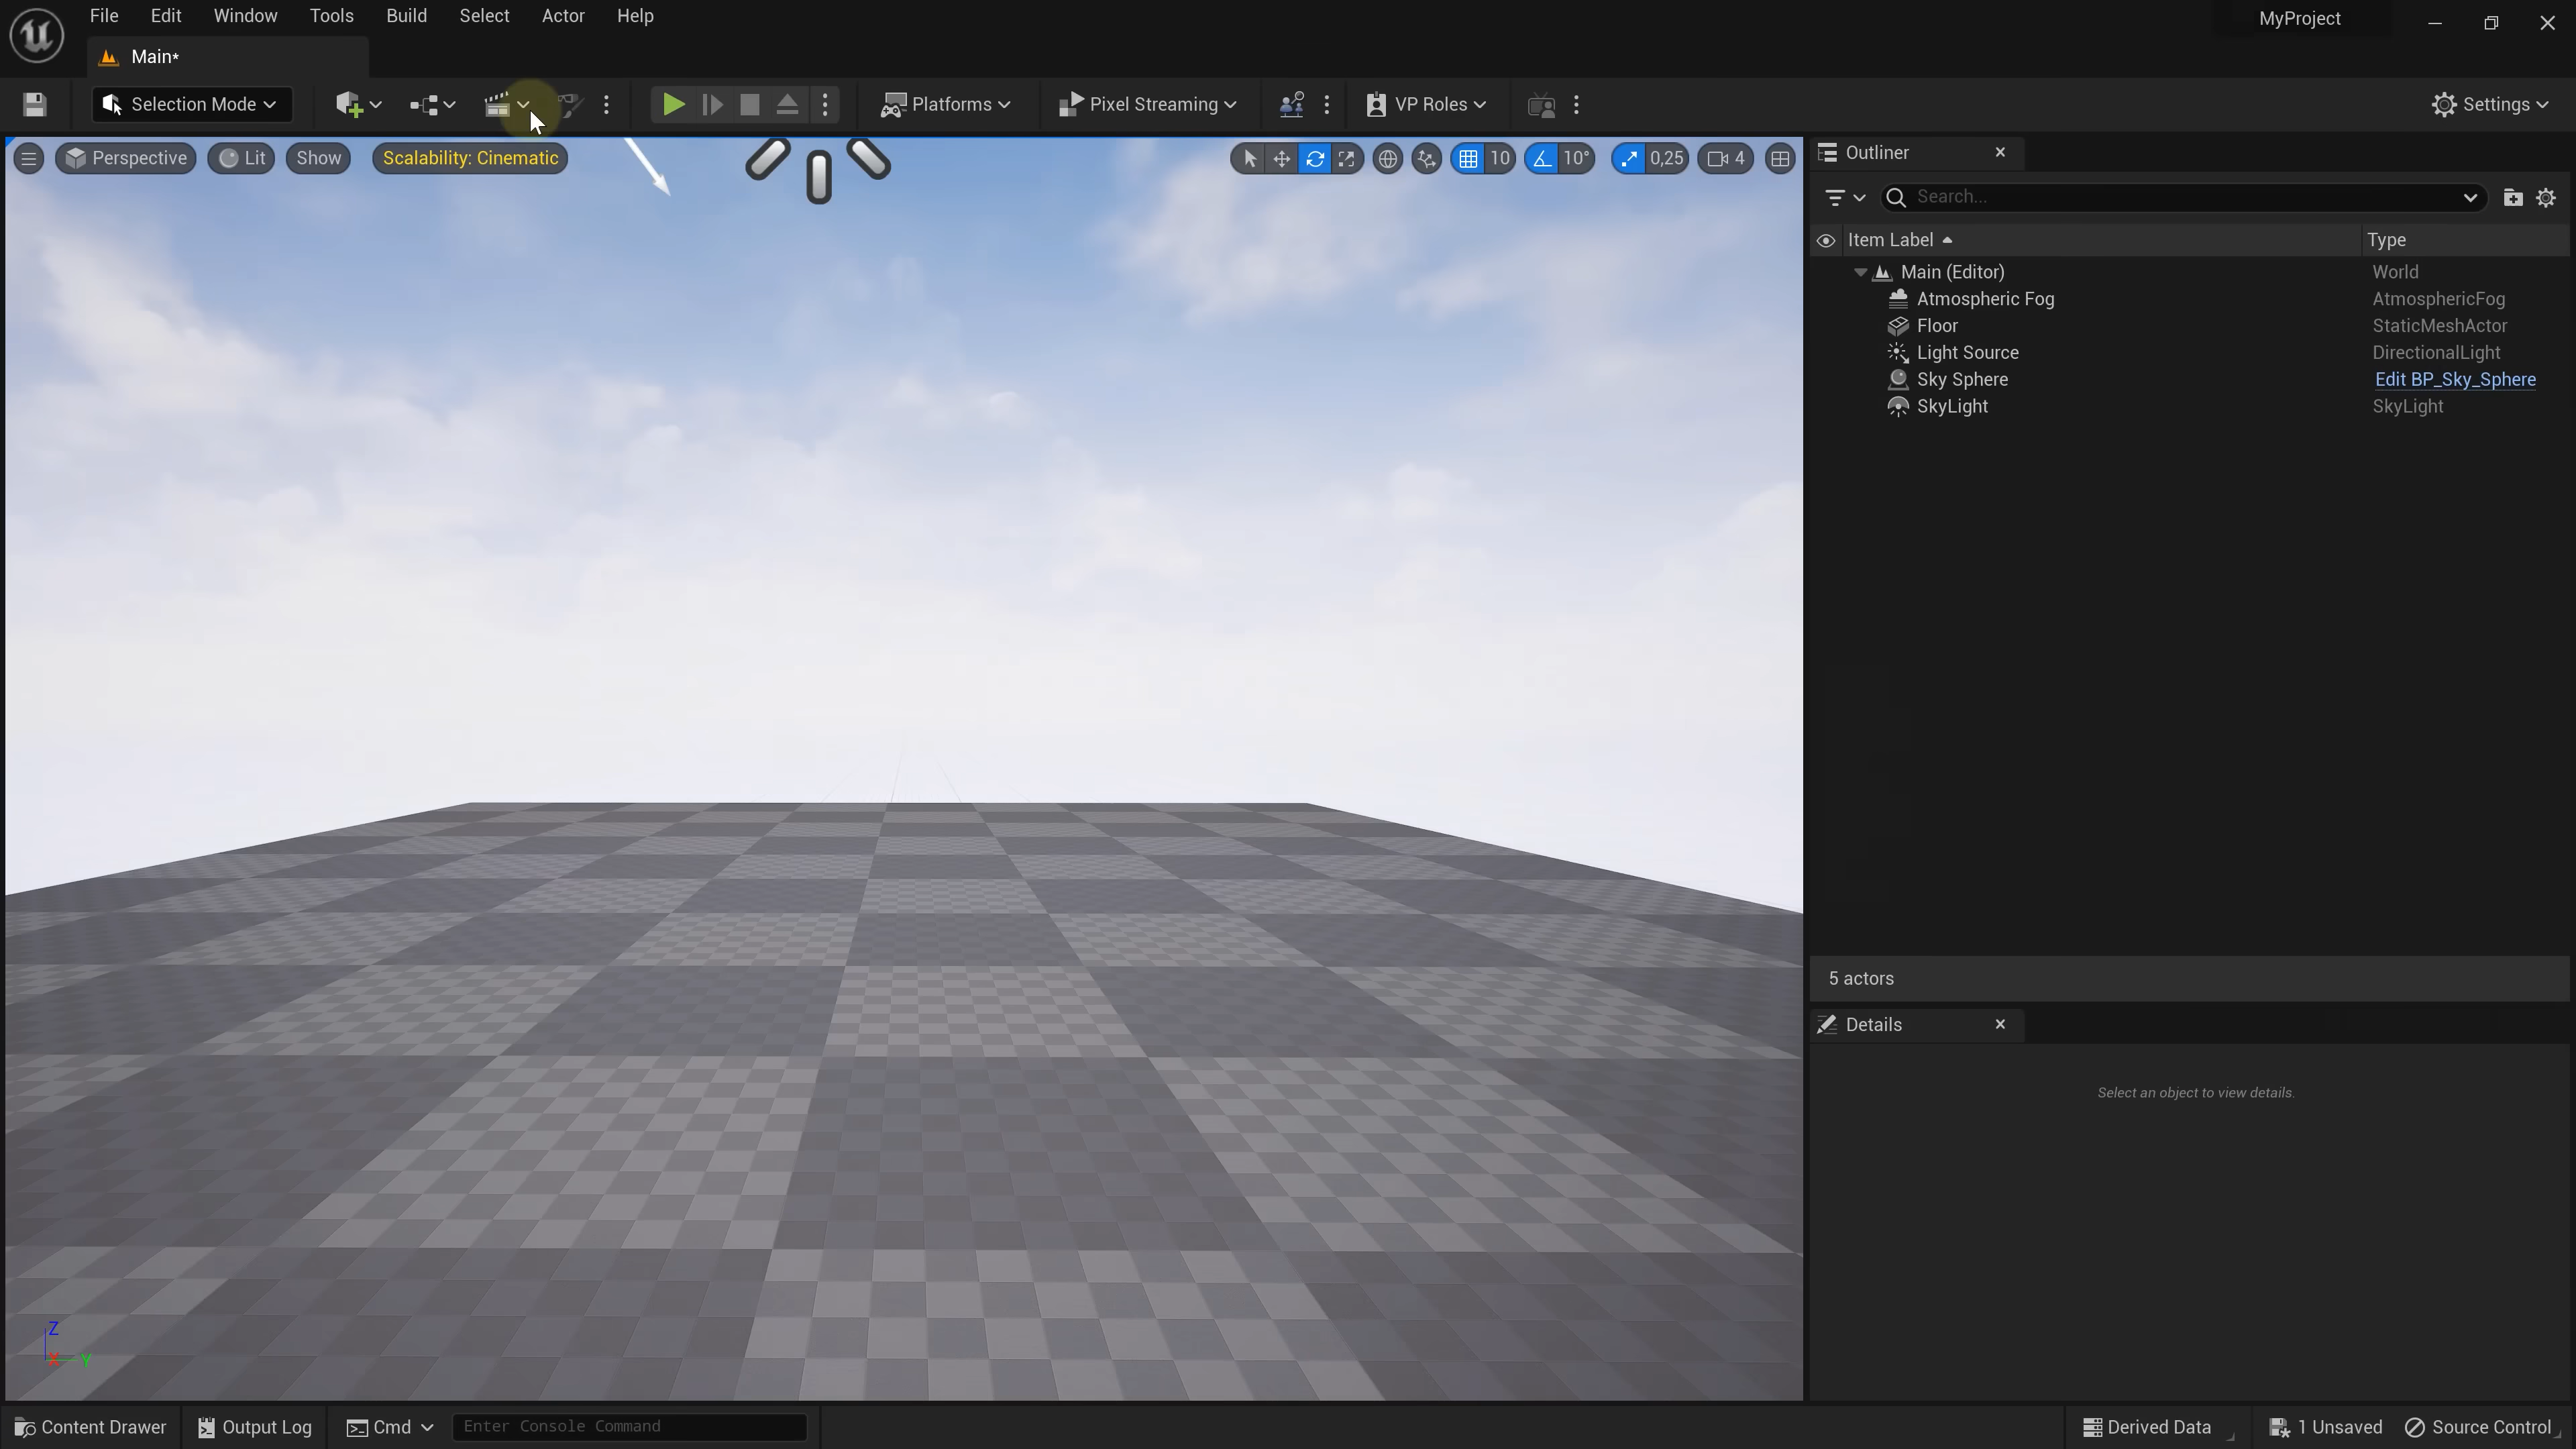 File Edit Window Tools Build Select Actor Help MyProject
Main*
Selection Mode Platforms Pixel Streaming VP Roles Settings
Perspective Lit Show Scalability: Cinematic 10 10° 0,25 4
Outliner
Search...
Item Label Type
Main (Editor) World
Atmospheric Fog AtmosphericFog
Floor StaticMeshActor
Light Source DirectionalLight
Sky Sphere Edit BP_Sky_Sphere
SkyLight SkyLight
5 actors
Details
Select an object to view details.
Z
X Y
Content Drawer Output Log Cmd Enter Console Command Derived Data 1 Unsaved Source Control